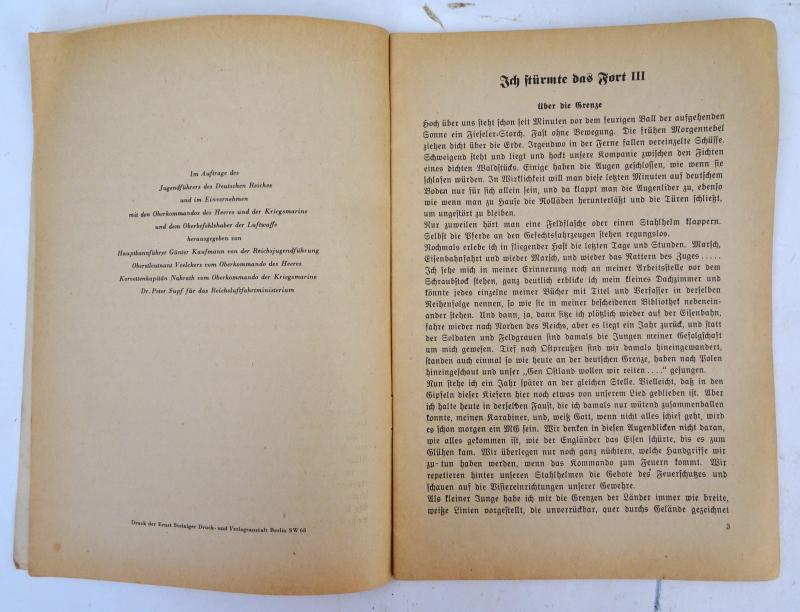 Im Auftrage des
Jugendführers des Deutschen Reiches
und im Einvernehmen
mit den Oberkommandos des Heeres und der Kriegsmarine
und dem Oberbefehlshaber der Luftwaffe
herausgegeben von
Hauptbannführer Günter Kaufmann von der Reichsjugendführung
Oberstleutnant Voelckers vom Oberkommando des Heeres
Korvettenkapitän Nahrath vom Oberkommando der Kriegsmarine
Dr. Peter Supf für das Reichsluftfahrtministerium
Druck der Ernst Steiniger Druck- und Verlagsanstalt Berlin SW 68
Ich stürmte das Fort III
Über die Grenze
Hoch über uns steht schon seit Minuten vor dem feurigen Ball der aufgehenden
Sonne ein Fieseler-Storch. Fast ohne Bewegung. Die frühen Morgennebel
ziehen dicht über die Erde. Irgendwo in der Ferne fallen vereinzelte Schüsse.
Schweigend steht und liegt und hockt unsere Kompanie zwischen den Fichten
eines dichten Waldstücks. Einige haben die Augen geschlossen, wie wenn sie
schlafen würden. In Wirklichkeit will man diese letzten Minuten auf deutschem
Boden nur für sich allein sein, und da klappt man die Augenlider zu, ebenso
wie wenn man zu Hause die Rolläden herunterläßt und die Türen schließt,
um ungestört zu bleiben.
Nur zuweilen hört man eine Feldflasche oder einen Stahlhelm klappern.
Selbst die Pferde an den Gefechtsfahrzeugen stehen regungslos.
Nochmals erlebe ich in fliegender Hast die letzten Tage und Stunden. Marsch,
Eisenbahnfahrt und wieder Marsch, und wieder das Rattern des Zuges .....
Ich sehe mich in meiner Erinnerung noch an meiner Arbeitsstelle vor dem
Schraubstock stehen, ganz deutlich erblicke ich mein kleines Dachzimmer und
könnte jedes einzelne meiner Bücher mit Titel und Verfasser in derselben
Reihenfolge nennen, so wie sie in meiner bescheidenen Bibliothek nebenein-
ander stehen. Und dann, ja, dann sitze ich plötzlich wieder auf der Eisenbahn,
fahre wieder nach Norden des Reichs, aber es liegt ein Jahr zurück, und statt
der Soldaten und Feldgrauen sind damals die Jungen meiner Gefolgschaft
um mich gewesen. Tief nach Ostpreußen sind wir damals hineingewandert,
standen auch einmal so wie heute an der deutschen Grenze, haben nach Polen
hineingeschaut und unser „Gen Ostland wollen wir reiten ....“ gesungen.
Nun stehe ich ein Jahr später an der gleichen Stelle. Vielleicht, daß in den
Gipfeln dieser Kiefern hier noch etwas von unserem Lied geblieben ist. Aber
ich halte heute in derselben Faust, die ich damals nur wütend zusammenballen
konnte, meinen Karabiner, und, weiß Gott, wenn nicht alles schief geht, wird
es schon morgen ein MG sein. Wir denken in diesen Augenblicken nicht daran,
wie alles gekommen ist, wie der Engländer das Eisen schürte, bis es zum
Glühen kam. Wir überlegen nur noch ganz nüchtern, welche Handgriffe wir
zu tun haben werden, wenn das Kommando zum Feuern kommt. Wir
repetieren hinter unseren Stahlhelmen die Gebote des Feuerschutzes und
schauen auf die Visiereinrichtungen unserer Gewehre.
Als kleiner Junge habe ich mir die Grenzen der Länder immer wie breite,
weiße Linien vorgestellt, die unverrückbar, quer durchs Gelände gezeichnet
3